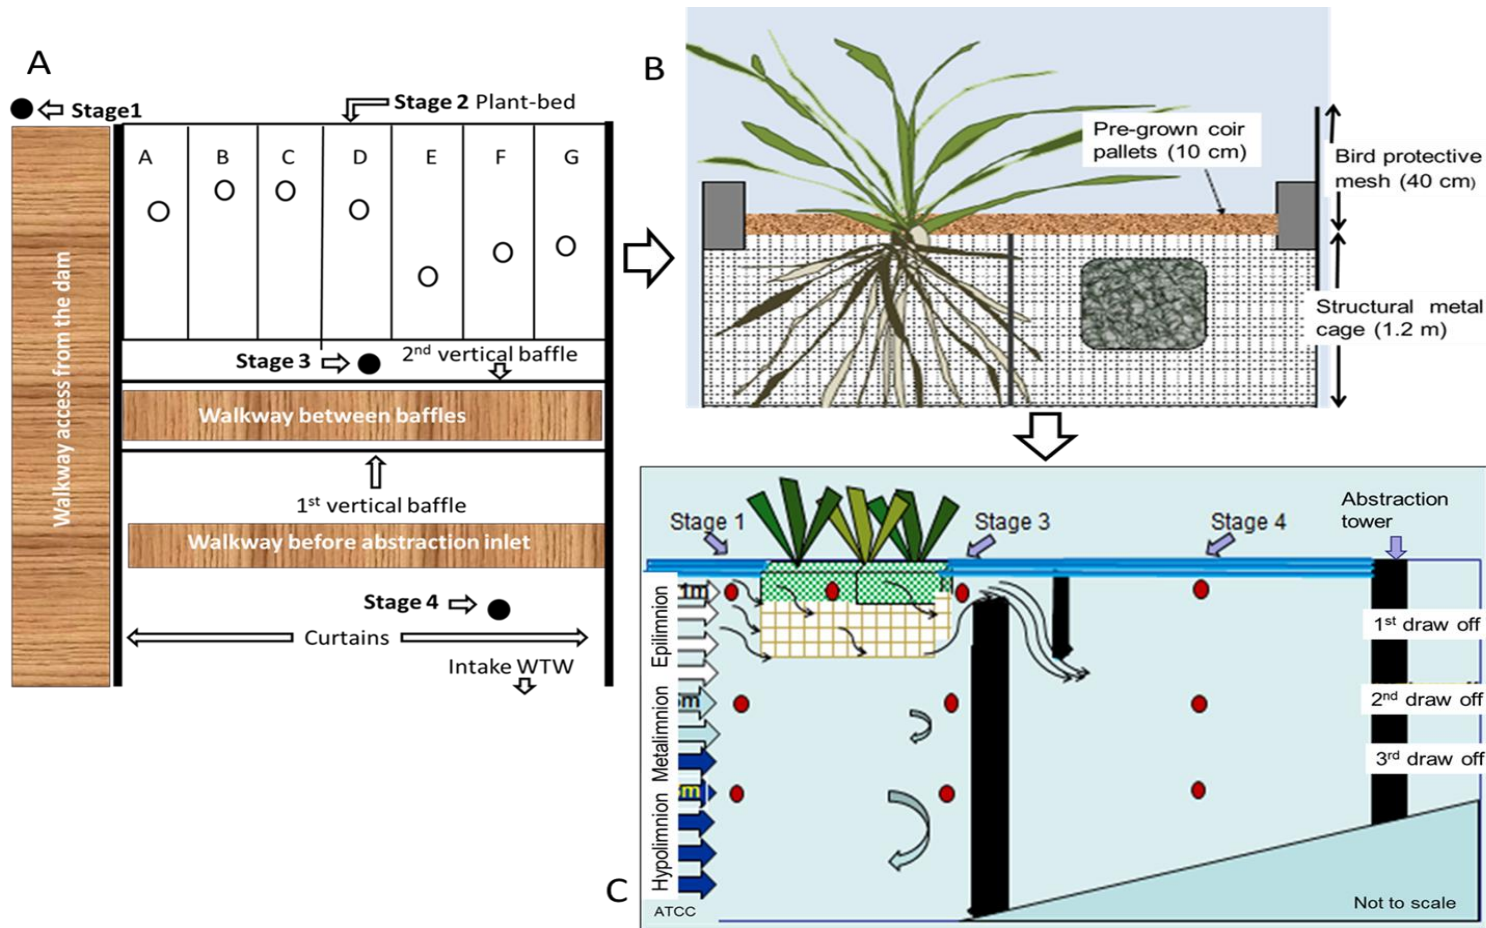 A
Stage1
Stage 2 Plant-bed
A B C D E F G
Walkway access from the dam
Stage 3
2nd vertical baffle
Walkway between baffles
1st vertical baffle
Walkway before abstraction inlet
Stage 4
Curtains
Intake WTW
B
Pre-grown coir
pallets (10 cm)
Bird protective
mesh (40 cm)
Structural metal
cage (1.2 m)
C
Stage 1
Stage 3
Stage 4
Abstraction
tower
1m
Epilimnion
Metalimnion
Hypolimnion
1st draw off
2nd draw off
3rd draw off
ATCC
Not to scale